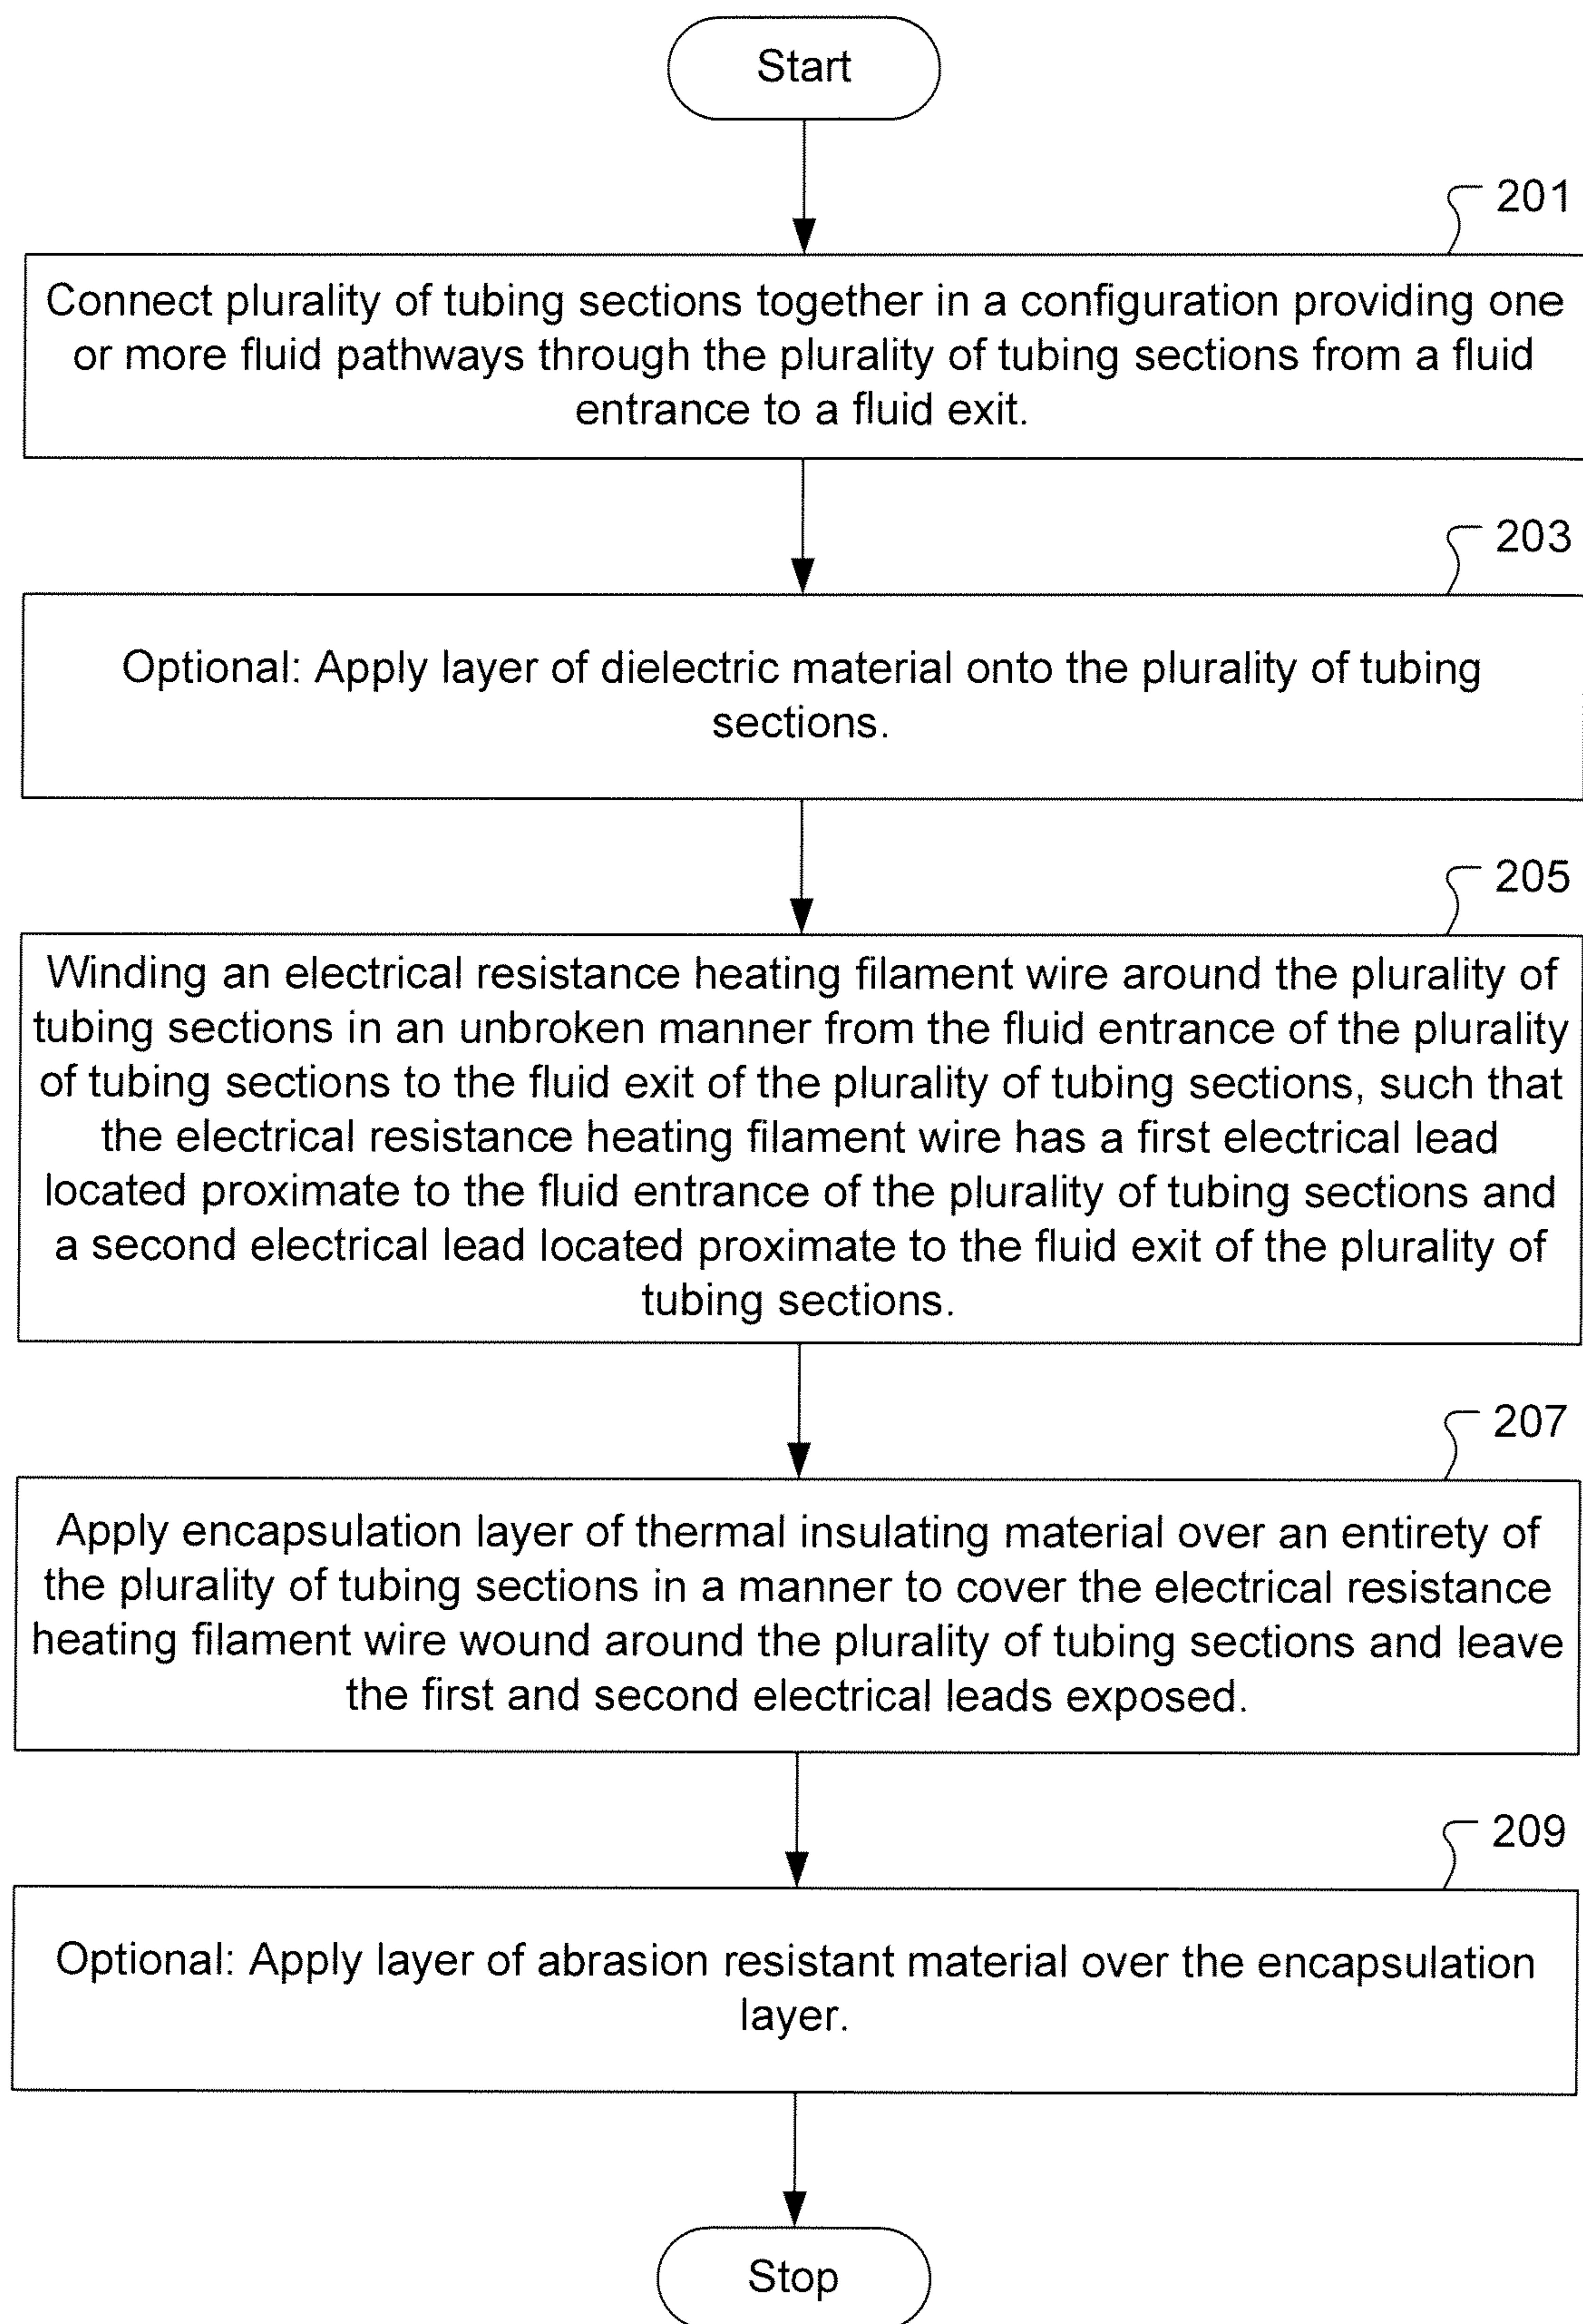 Start
201
Connect plurality of tubing sections together in a configuration providing one
or more fluid pathways through the plurality of tubing sections from a fluid
entrance to a fluid exit.
203
Optional: Apply layer of dielectric material onto the plurality of tubing
sections.
205
Winding an electrical resistance heating filament wire around the plurality of
tubing sections in an unbroken manner from the fluid entrance of the plurality
of tubing sections to the fluid exit of the plurality of tubing sections, such that
the electrical resistance heating filament wire has a first electrical lead
located proximate to the fluid entrance of the plurality of tubing sections and
a second electrical lead located proximate to the fluid exit of the plurality of
tubing sections.
207
Apply encapsulation layer of thermal insulating material over an entirety of
the plurality of tubing sections in a manner to cover the electrical resistance
heating filament wire wound around the plurality of tubing sections and leave
the first and second electrical leads exposed.
209
Optional: Apply layer of abrasion resistant material over the encapsulation
layer.
Stop